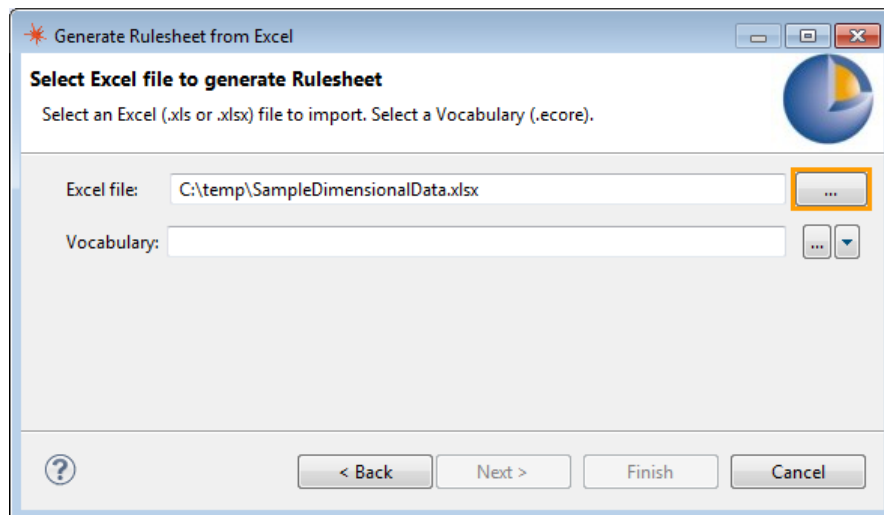 Generate Rulesheet from Excel
Select Excel file to generate Rulesheet
Select an Excel (.xls or .xlsx) file to import. Select a Vocabulary (.ecore).
Excel file: C:\temp\SampleDimensionalData.xlsx ...
Vocabulary: ...
? < Back Next > Finish Cancel